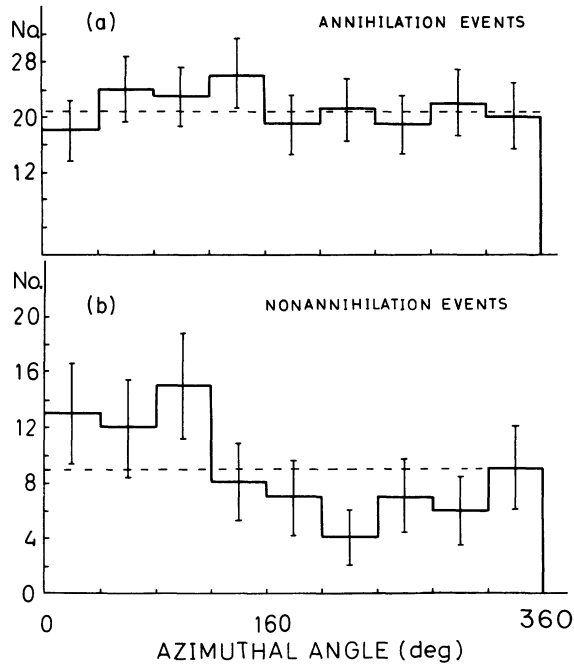 No.
(a)
ANNIHILATION EVENTS
28
20
12
No.
(b)
NONANNIHILATION EVENTS
20
16
12
8
4
0
0 160 360
AZIMUTHAL ANGLE (deg)